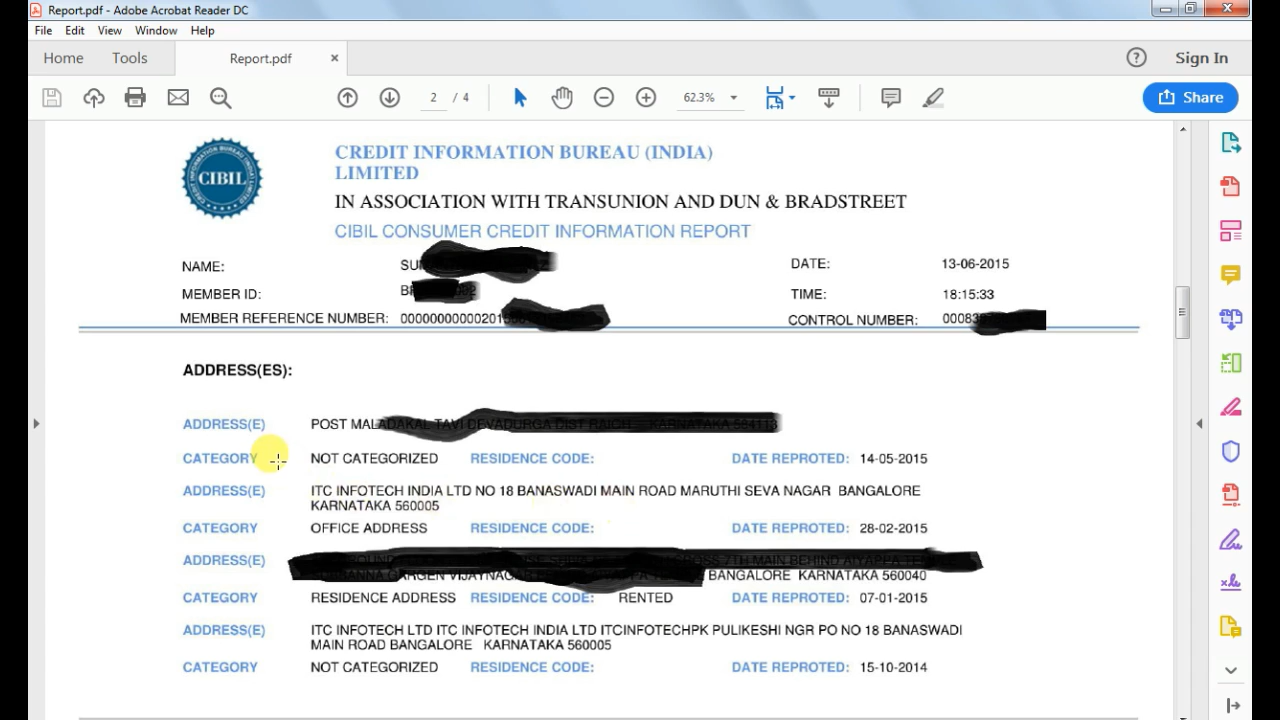 Report.pdf - Adobe Acrobat Reader DC
File Edit View Window Help
Home Tools Report.pdf × ? Sign In
2 / 4 62.3% Share
CIBIL
CREDIT INFORMATION BUREAU (INDIA)
LIMITED
IN ASSOCIATION WITH TRANSUNION AND DUN & BRADSTREET
CIBIL CONSUMER CREDIT INFORMATION REPORT
NAME: DATE: 13-06-2015
MEMBER ID: TIME: 18:15:33
MEMBER REFERENCE NUMBER: CONTROL NUMBER:
ADDRESS(ES):
ADDRESS(E) POST
CATEGORY NOT CATEGORIZED RESIDENCE CODE: DATE REPROTED: 14-05-2015
ADDRESS(E) ITC INFOTECH INDIA LTD NO 18 BANASWADI MAIN ROAD MARUTHI SEVA NAGAR BANGALORE
KARNATAKA 560005
CATEGORY OFFICE ADDRESS RESIDENCE CODE: DATE REPROTED: 28-02-2015
ADDRESS(E)
BANGALORE KARNATAKA 560040
CATEGORY RESIDENCE ADDRESS RESIDENCE CODE: RENTED DATE REPROTED: 07-01-2015
ADDRESS(E) ITC INFOTECH LTD ITC INFOTECH INDIA LTD ITCINFOTECHPK PULIKESHI NGR PO NO 18 BANASWADI
MAIN ROAD BANGALORE KARNATAKA 560005
CATEGORY NOT CATEGORIZED RESIDENCE CODE: DATE REPROTED: 15-10-2014